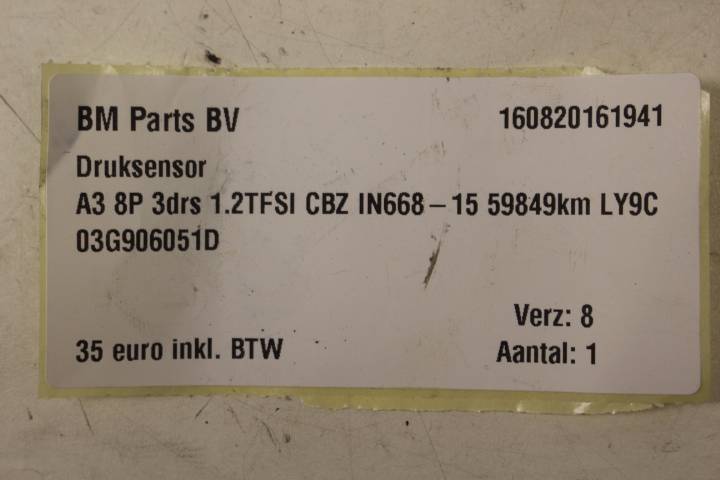 BM Parts BV 160820161941
Druksensor
A3 8P 3drs 1.2TFSI CBZ IN668-15 59849km LY9C
03G906051D
Verz: 8
35 euro inkl. BTW Aantal: 1